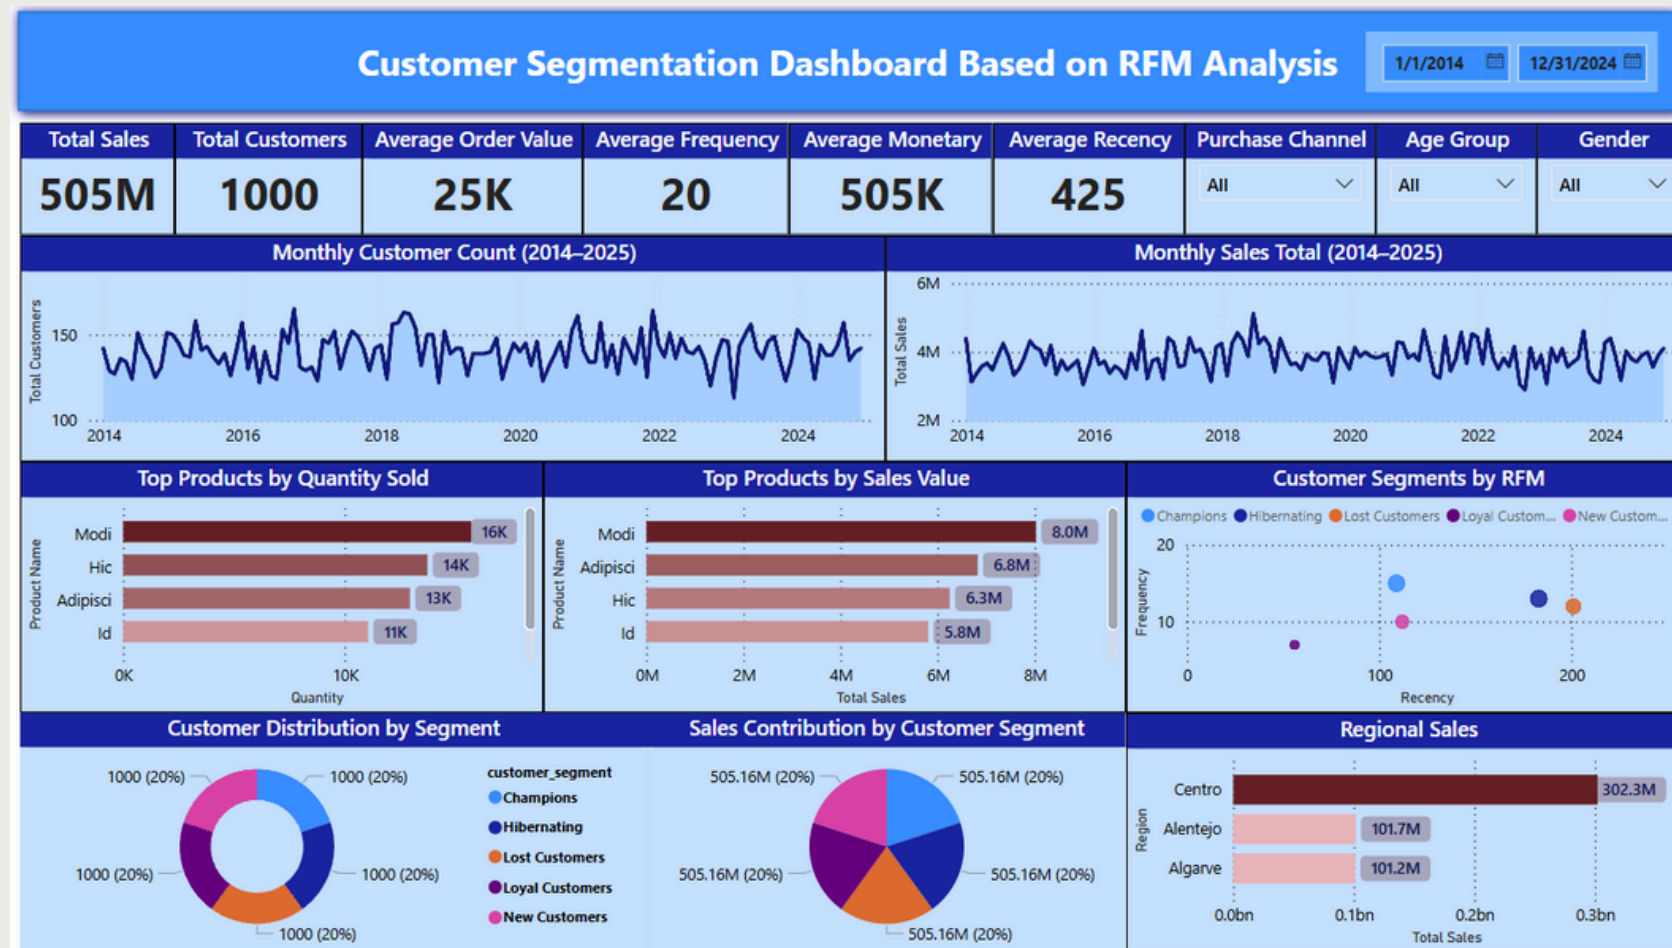 Customer Segmentation Dashboard Based on RFM Analysis
1/1/2014
12/31/2024
Total Sales
505M
Total Customers
1000
Average Order Value
25K
Average Frequency
20
Average Monetary
505K
Average Recency
425
Purchase Channel
All
Age Group
All
Gender
All
Monthly Customer Count (2014–2025)
Total Customers
150
100
2014 2016 2018 2020 2022 2024
Monthly Sales Total (2014–2025)
Total Sales
6M
4M
2M
2014 2016 2018 2020 2022 2024
Top Products by Quantity Sold
Product Name
Modi 16K
Hic 14K
Adipisci 13K
Id 11K
0K 10K
Quantity
Top Products by Sales Value
Product Name
Modi 8.0M
Adipisci 6.8M
Hic 6.3M
Id 5.8M
0M 2M 4M 6M 8M
Total Sales
Customer Segments by RFM
Champions Hibernating Lost Customers Loyal Custom... New Custom...
Frequency
20
10
0 100 200
Recency
Customer Distribution by Segment
1000 (20%)
1000 (20%)
1000 (20%)
1000 (20%)
1000 (20%)
customer_segment
Champions
Hibernating
Lost Customers
Loyal Customers
New Customers
Sales Contribution by Customer Segment
505.16M (20%)
505.16M (20%)
505.16M (20%)
505.16M (20%)
505.16M (20%)
Regional Sales
Region
Centro 302.3M
Alentejo 101.7M
Algarve 101.2M
0.0bn 0.1bn 0.2bn 0.3bn
Total Sales